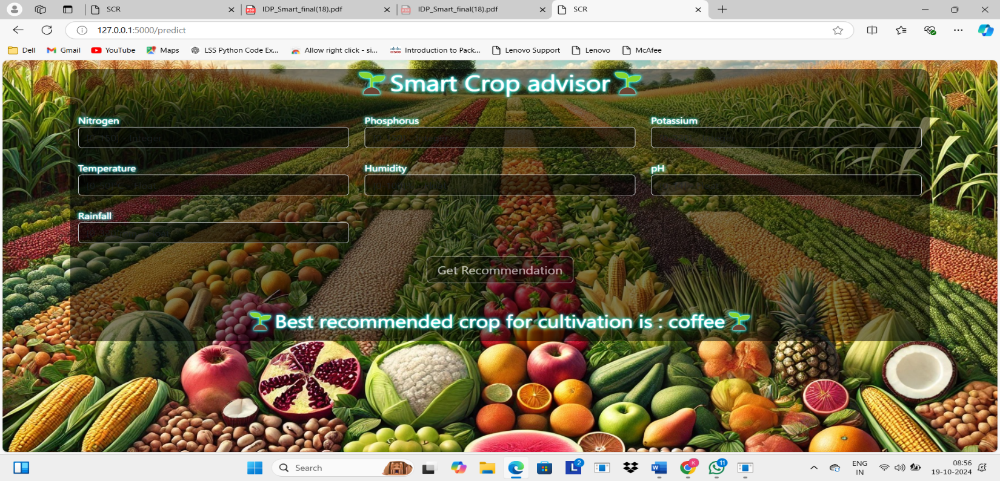 SCR
IDP_Smart_final(18).pdf
IDP_Smart_final(18).pdf
SCR
127.0.0.1:5000/predict
Dell Gmail YouTube Maps LSS Python Code Ex... Allow right click - si... Introduction to Pack... Lenovo Support Lenovo McAfee
Smart Crop advisor
Nitrogen Phosphorus Potassium
Temperature Humidity pH
Rainfall
Get Recommendation
Best recommended crop for cultivation is : coffee
Search
2
11
K
ENG
IN
08:56
19-10-2024